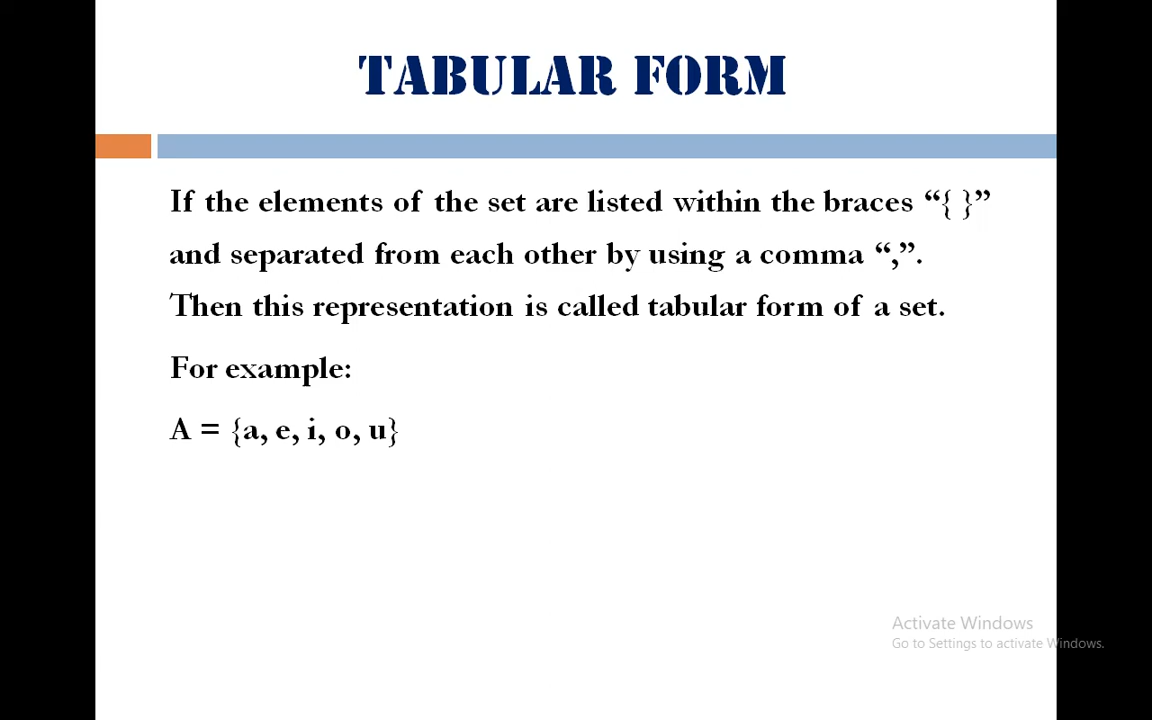 TABULAR FORM
If the elements of the set are listed within the braces “{ }”
and separated from each other by using a comma “,”.
Then this representation is called tabular form of a set.
For example:
A = {a, e, i, o, u}
Activate Windows
Go to Settings to activate Windows.